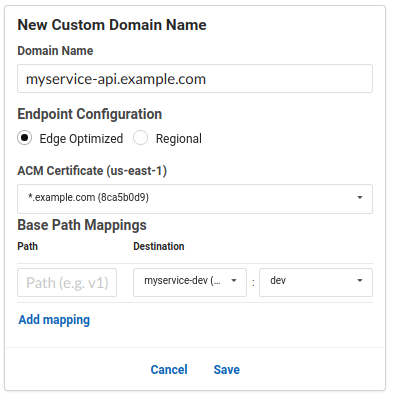 New Custom Domain Name
Domain Name
myservice-api.example.com
Endpoint Configuration
Edge Optimized Regional
ACM Certificate (us-east-1)
*.example.com (8ca5b0d9)
Base Path Mappings
Path Destination
Path (e.g. v1) myservice-dev (... : dev
Add mapping
Cancel Save